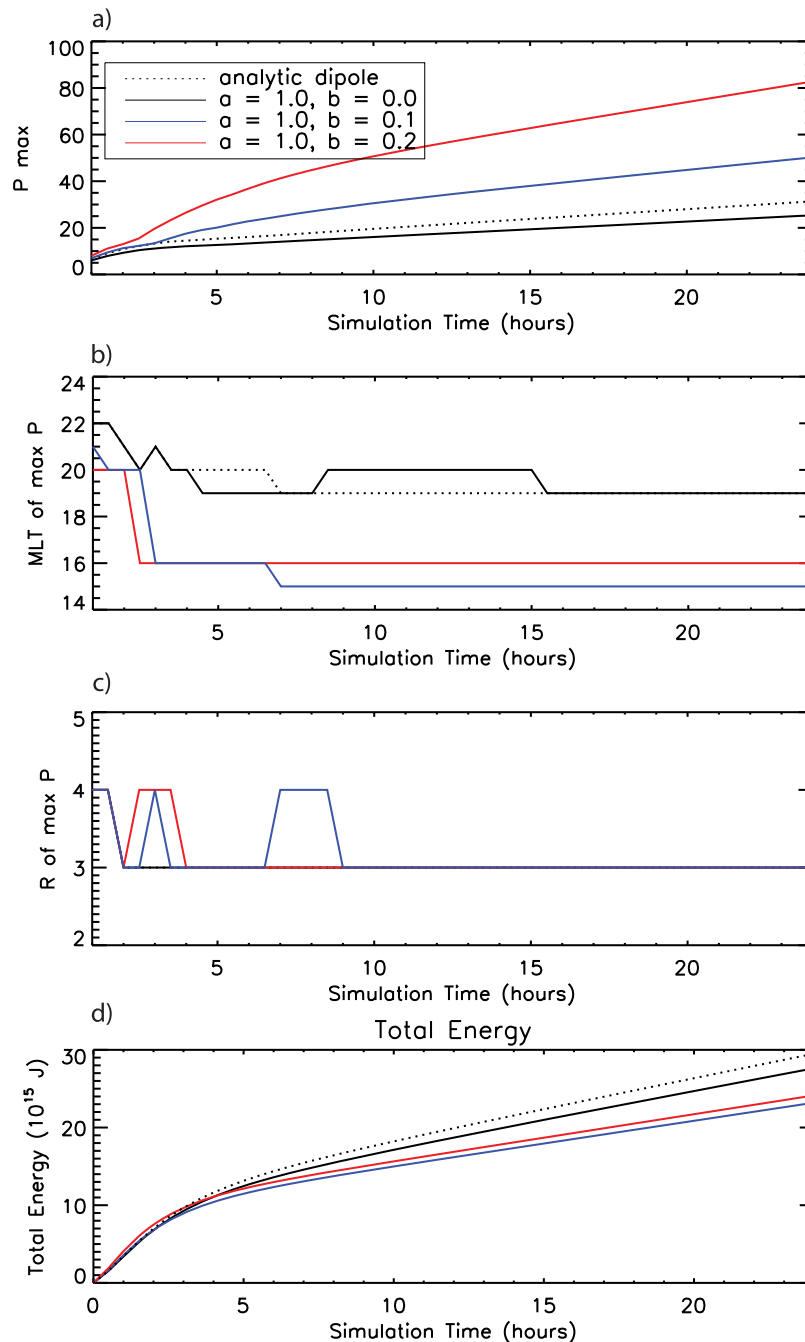 a)
100
80
60
40
20
0
P max
analytic dipole
a = 1.0, b = 0.0
a = 1.0, b = 0.1
a = 1.0, b = 0.2
5 10 15 20
Simulation Time (hours)
b)
24
22
20
18
16
14
MLT of max P
5 10 15 20
Simulation Time (hours)
c)
5
4
3
2
R of max P
5 10 15 20
Simulation Time (hours)
d)
Total Energy
30
20
10
0
Total Energy (10¹⁵ J)
0 5 10 15 20
Simulation Time (hours)